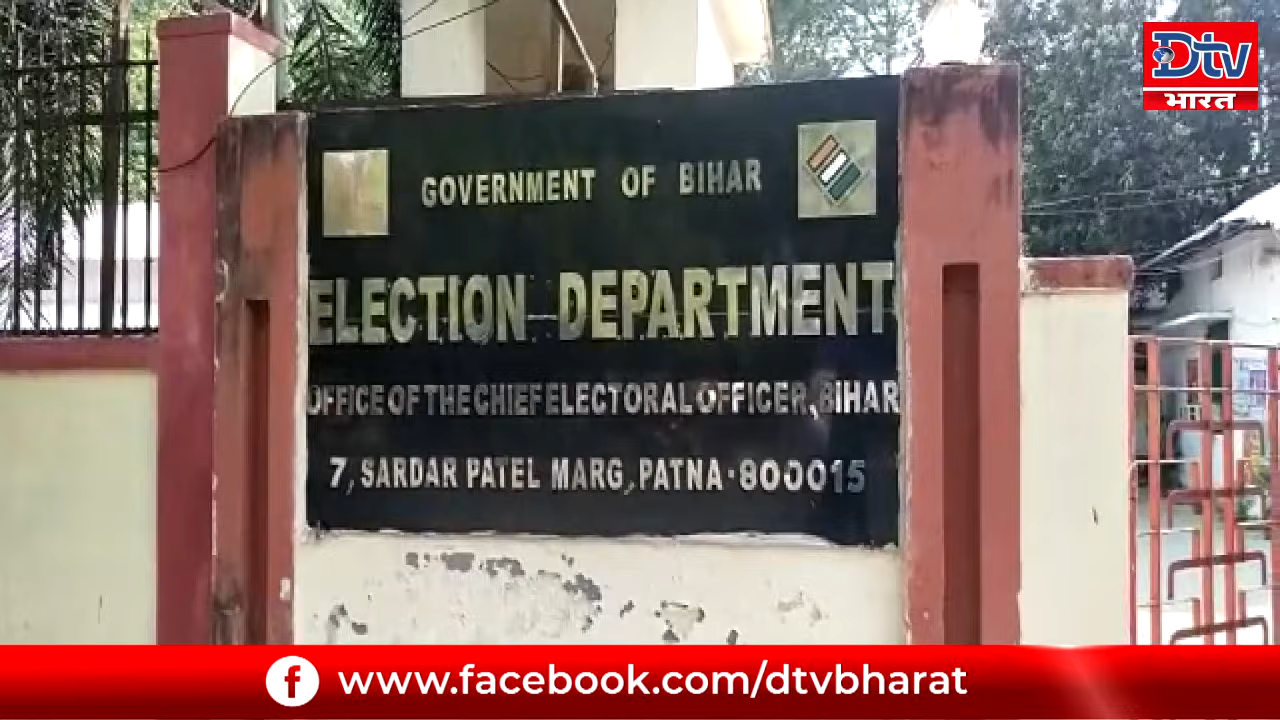 Dtv
भारत
GOVERNMENT OF BIHAR
ELECTION DEPARTMENT
OFFICE OF THE CHIEF ELECTORAL OFFICER, BIHAR
7, SARDAR PATEL MARG, PATNA-800015
www.facebook.com/dtvbharat